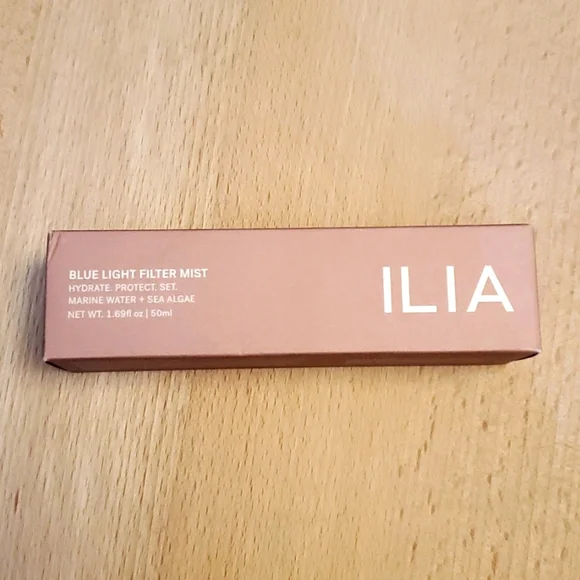 BLUE LIGHT FILTER MIST
HYDRATE. PROTECT. SET.
MARINE WATER + SEA ALGAE
NET WT. 1.69fl oz | 50ml
ILIA